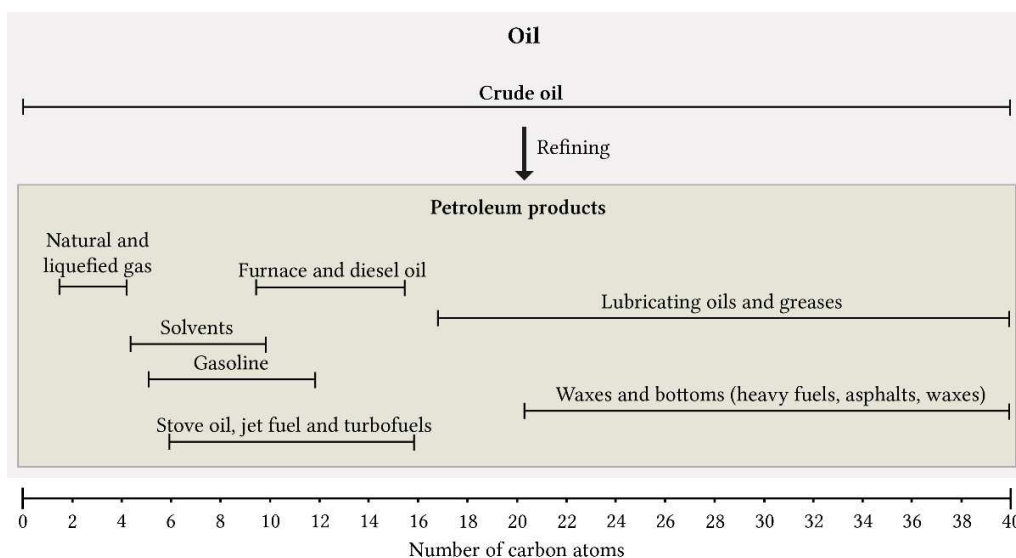 Oil
Crude oil
Refining
Petroleum products
Natural and
liquefied gas
Furnace and diesel oil
Lubricating oils and greases
Solvents
Gasoline
Waxes and bottoms (heavy fuels, asphalts, waxes)
Stove oil, jet fuel and turbofuels
0 2 4 6 8 10 12 14 16 18 20 22 24 26 28 30 32 34 36 38 40
Number of carbon atoms